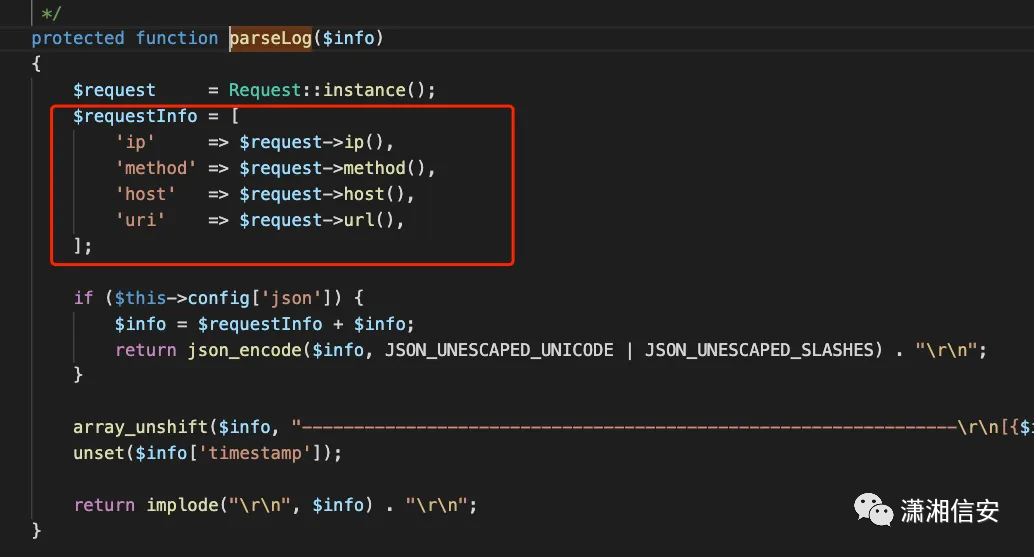 */
protected function parseLog($info)
{
$request = Request::instance();
$requestInfo = [
'ip' => $request->ip(),
'method' => $request->method(),
'host' => $request->host(),
'uri' => $request->url(),
];
if ($this->config['json']) {
$info = $requestInfo + $info;
return json_encode($info, JSON_UNESCAPED_UNICODE | JSON_UNESCAPED_SLASHES) . "\r\n";
}
array_unshift($info, "---------------------------------------------------------------\r\n[{$i
unset($info['timestamp']);
return implode("\r\n", $info) . "\r\n";
}
潇湘信安